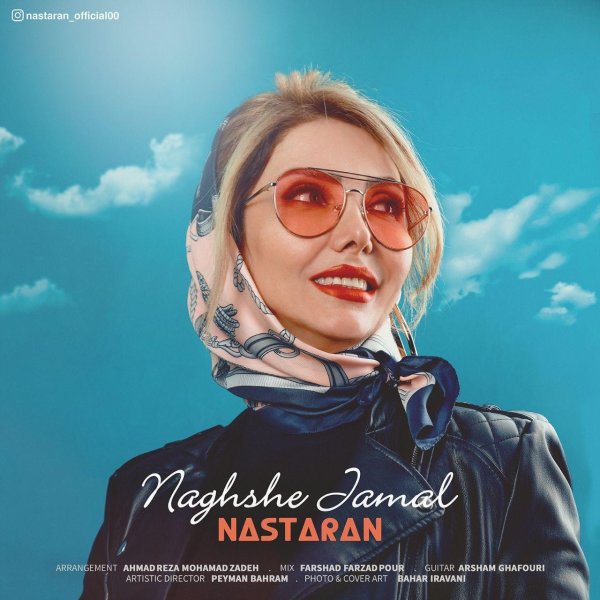 nastaran_official00
Naghshe Jamal
NASTARAN
ARRANGEMENT AHMAD REZA MOHAMAD ZADEH . MIX FARSHAD FARZAD POUR . GUITAR ARSHAM GHAFOURI
ARTISTIC DIRECTOR PEYMAN BAHRAM . PHOTO & COVER ART BAHAR IRAVANI